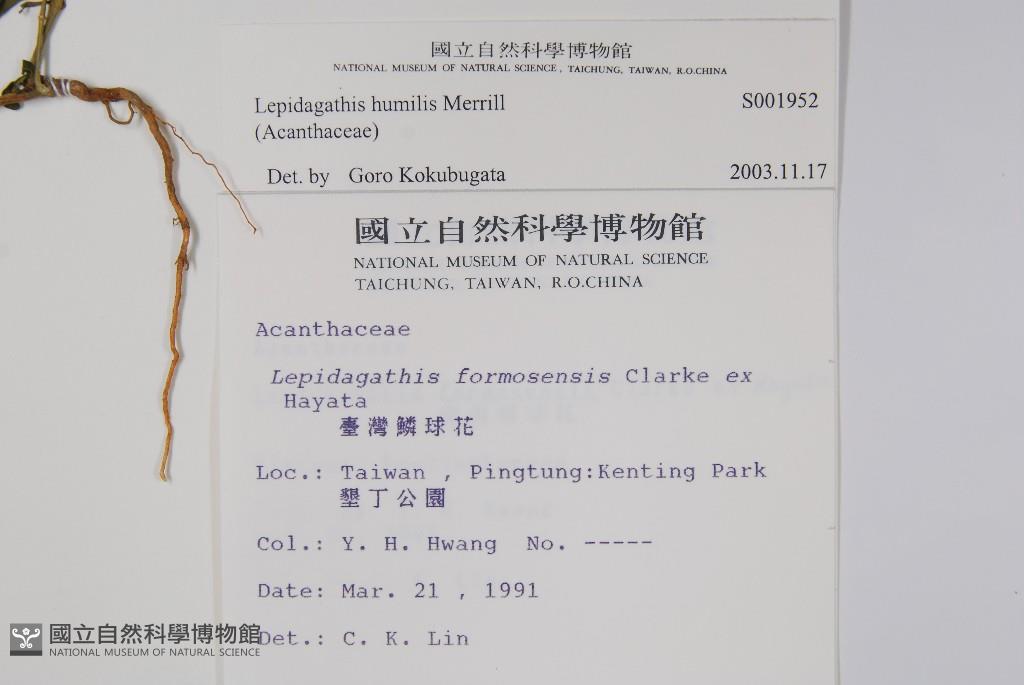 國立自然科學博物館
NATIONAL MUSEUM OF NATURAL SCIENCE, TAICHUNG, TAIWAN, R.O.CHINA
Lepidagathis humilis Merrill
S001952
(Acanthaceae)
Det. by Goro Kokubugata
2003.11.17
國立自然科學博物館
NATIONAL MUSEUM OF NATURAL SCIENCE
TAICHUNG, TAIWAN, R.O.CHINA
Acanthaceae
Lepidagathis formosensis Clarke ex
Hayata
臺灣鱗球花
Loc.: Taiwan , Pingtung:Kenting Park
墾丁公園
Col.: Y. H. Hwang No. -----
Date: Mar. 21 , 1991
Det.: C. K. Lin
國立自然科學博物館
NATIONAL MUSEUM OF NATURAL SCIENCE